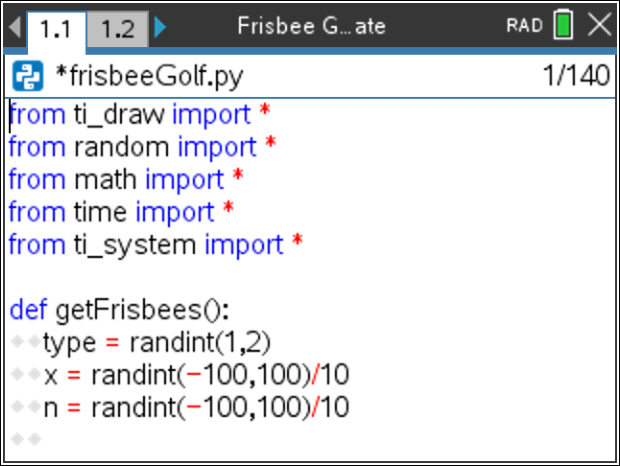 1.1 1.2 Frisbee G...ate RAD
*frisbeeGolf.py 1/140
from ti_draw import *
from random import *
from math import *
from time import *
from ti_system import *
def getFrisbees():
type = randint(1,2)
x = randint(−100,100)/10
n = randint(−100,100)/10